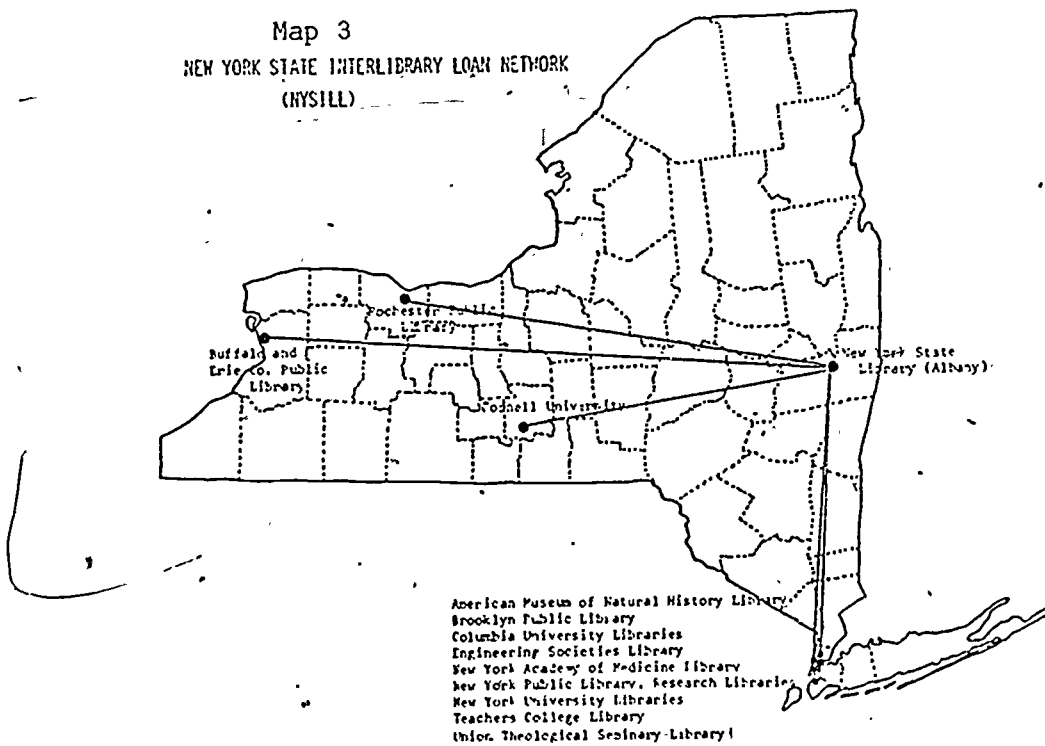 Map 3
NEW YORK STATE INTERLIBRARY LOAN NETWORK
(NYSILL)
Rochester Public
Library
Buffalo and
Erie Co. Public
Library
New York State
Library (Albany)
Cornell University
American Museum of Natural History Library
Brooklyn Public Library
Columbia University Libraries
Engineering Societies Library
New York Academy of Medicine Library
New York Public Library, Research Libraries
New York University Libraries
Teachers College Library
Union Theological Seminary Library